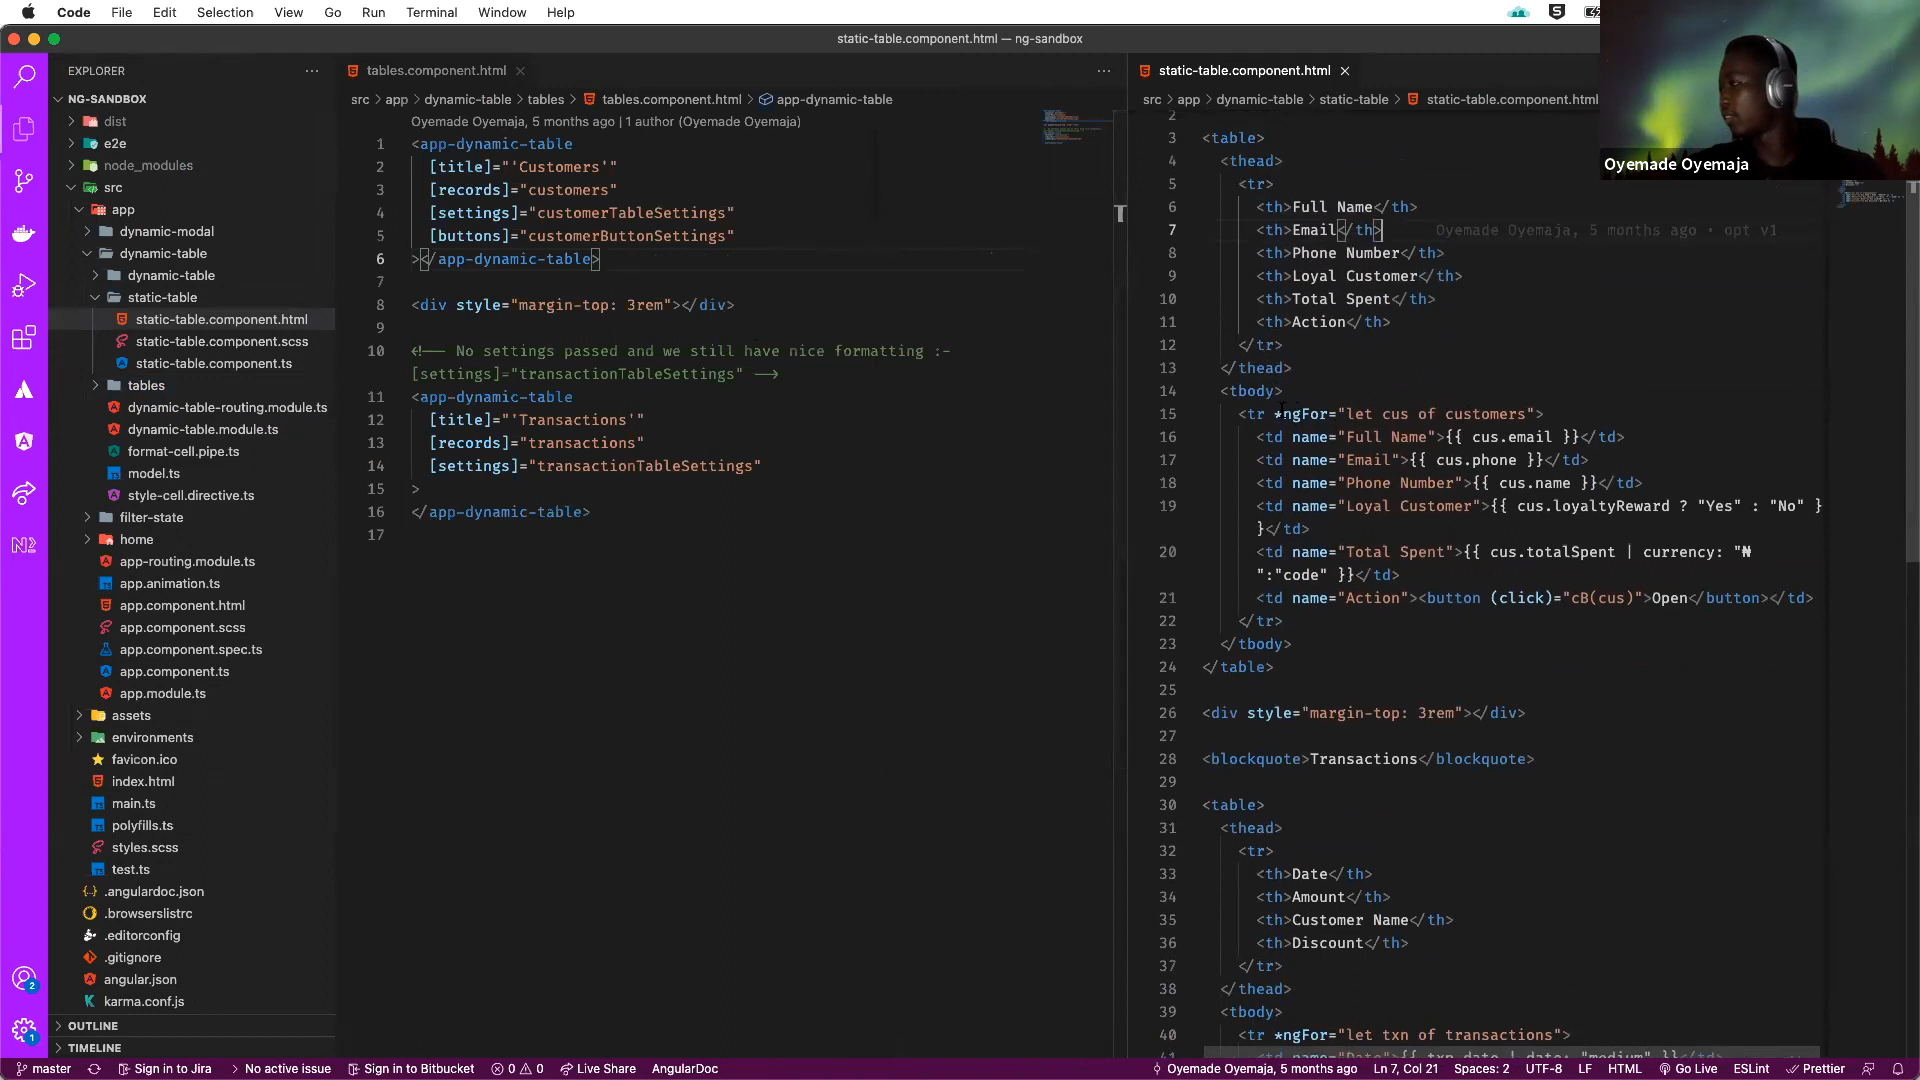 Code File Edit Selection View Go Run Terminal Window Help
static-table.component.html — ng-sandbox
EXPLORER
NG-SANDBOX
dist
e2e
node_modules
src
app
dynamic-modal
dynamic-table
dynamic-table
static-table
static-table.component.html
static-table.component.scss
static-table.component.ts
tables
dynamic-table-routing.module.ts
dynamic-table.module.ts
format-cell.pipe.ts
model.ts
style-cell.directive.ts
filter-state
home
app-routing.module.ts
app.animation.ts
app.component.html
app.component.scss
app.component.spec.ts
app.component.ts
app.module.ts
assets
environments
favicon.ico
index.html
main.ts
polyfills.ts
styles.scss
test.ts
.angulardoc.json
.browserslistrc
.editorconfig
.gitignore
angular.json
karma.conf.js
OUTLINE
TIMELINE
tables.component.html
src > app > dynamic-table > tables > tables.component.html > app-dynamic-table
Oyemade Oyemaja, 5 months ago | 1 author (Oyemade Oyemaja)
1 <app-dynamic-table
2 [title]="'Customers'"
3 [records]="customers"
4 [settings]="customerTableSettings"
5 [buttons]="customerButtonSettings"
6 ></app-dynamic-table>
7
8 <div style="margin-top: 3rem"></div>
9
10 <!-- No settings passed and we still have nice formatting :-
[settings]="transactionTableSettings" -->
11 <app-dynamic-table
12 [title]="'Transactions'"
13 [records]="transactions"
14 [settings]="transactionTableSettings"
15 >
16 </app-dynamic-table>
17
static-table.component.html
src > app > dynamic-table > static-table > static-table.component.html
2
3 <table>
4 <thead>
5 <tr>
6 <th>Full Name</th>
7 <th>Email</th> Oyemade Oyemaja, 5 months ago • opt v1
8 <th>Phone Number</th>
9 <th>Loyal Customer</th>
10 <th>Total Spent</th>
11 <th>Action</th>
12 </tr>
13 </thead>
14 <tbody>
15 <tr *ngFor="let cus of customers">
16 <td name="Full Name">{{ cus.email }}</td>
17 <td name="Email">{{ cus.phone }}</td>
18 <td name="Phone Number">{{ cus.name }}</td>
19 <td name="Loyal Customer">{{ cus.loyaltyReward ? "Yes" : "No" }
}</td>
20 <td name="Total Spent">{{ cus.totalSpent | currency: "₦
":"code" }}</td>
21 <td name="Action"><button (click)="cB(cus)">Open</button></td>
22 </tr>
23 </tbody>
24 </table>
25
26 <div style="margin-top: 3rem"></div>
27
28 <blockquote>Transactions</blockquote>
29
30 <table>
31 <thead>
32 <tr>
33 <th>Date</th>
34 <th>Amount</th>
35 <th>Customer Name</th>
36 <th>Discount</th>
37 </tr>
38 </thead>
39 <tbody>
40 <tr *ngFor="let txn of transactions">
41 <td name="Date">{{ txn.date | date: "medium" }}</td>
Oyemade Oyemaja
2
1
master Sign in to Jira No active issue Sign in to Bitbucket 0 0 Live Share AngularDoc
Oyemade Oyemaja, 5 months ago Ln 7, Col 21 Spaces: 2 UTF-8 LF HTML Go Live ESLint Prettier